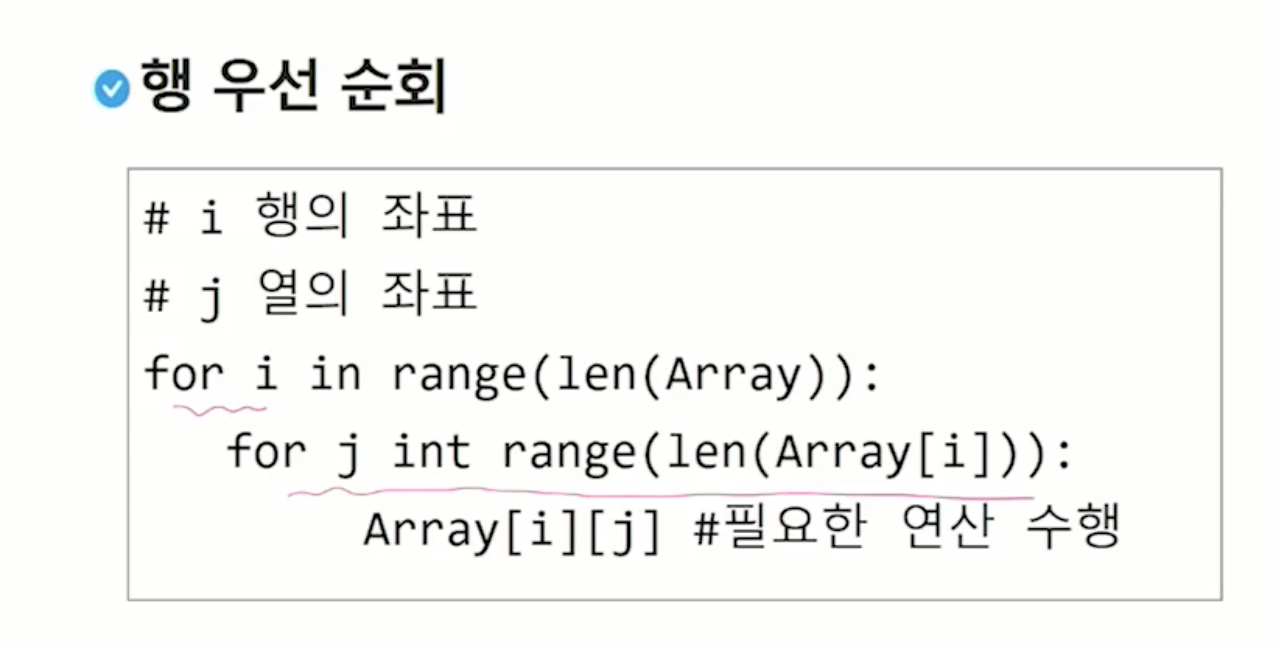 행 우선 순회
# i 행의 좌표
# j 열의 좌표
for i in range(len(Array)):
for j int range(len(Array[i])):
Array[i][j] #필요한 연산 수행